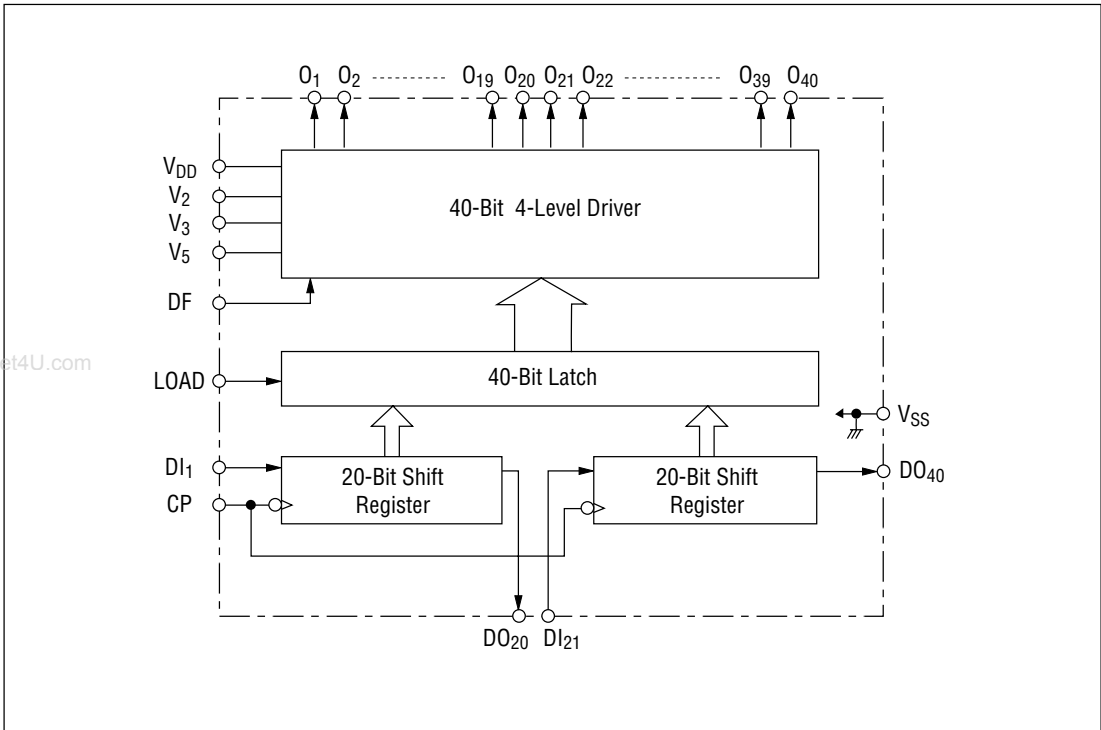 O1 O2 O19 O20 O21 O22 O39 O40
VDD
V2
V3
V5
40-Bit 4-Level Driver
DF
et4U.com
LOAD
40-Bit Latch
VSS
DI1
CP
20-Bit Shift
Register
20-Bit Shift
Register
DO40
DO20 DI21